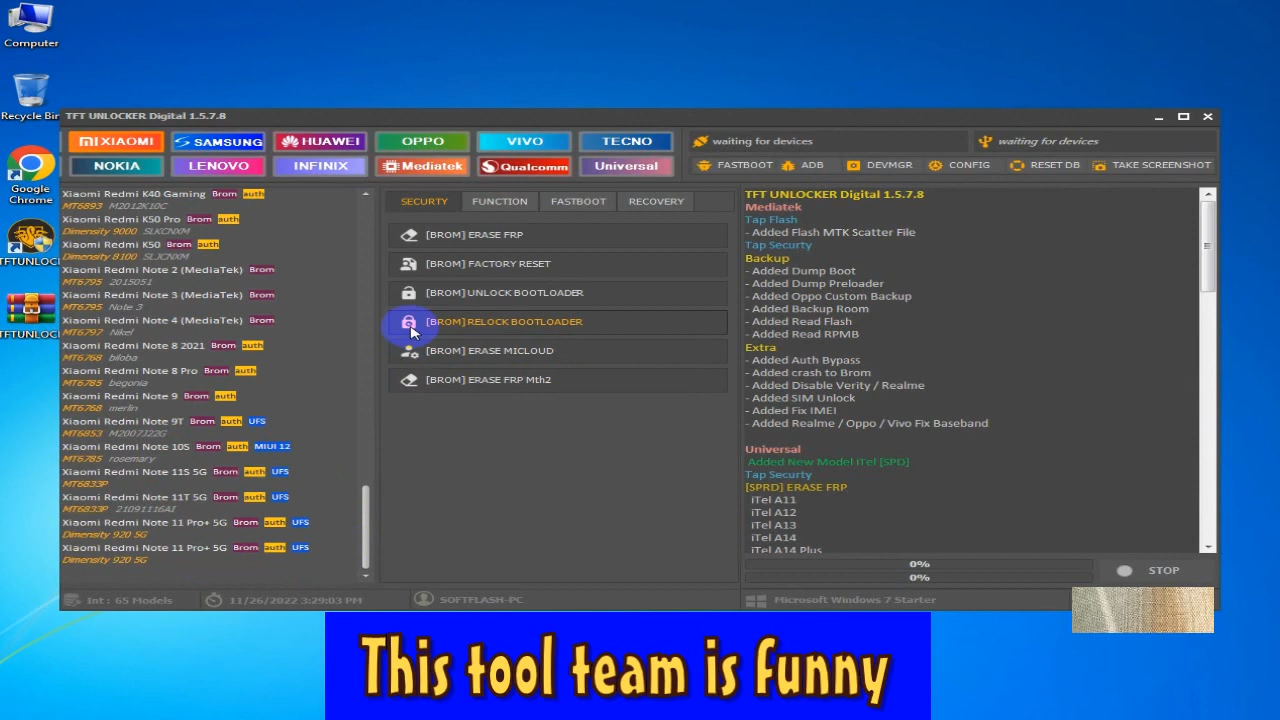 Computer
Recycle Bin
Google
Chrome
TFTUNLOC
TFTUNLOC
TFT UNLOCKER Digital 1.5.7.8
XIAOMI
SAMSUNG
HUAWEI
OPPO
VIVO
TECNO
NOKIA
LENOVO
INFINIX
Mediatek
Qualcomm
Universal
waiting for devices
waiting for devices
FASTBOOT
ADB
DEVMGR
CONFIG
RESET DB
TAKE SCREENSHOT
Xiaomi Redmi K40 Gaming Brom auth
MT6893 M2012K10C
Xiaomi Redmi K50 Pro Brom auth
Dimensity 9000 SLKCNXM
Xiaomi Redmi K50 Brom auth
Dimensity 8100 SLJCNXM
Xiaomi Redmi Note 2 (MediaTek) Brom
MT6795 2015051
Xiaomi Redmi Note 3 (MediaTek) Brom
MT6795 Note 3
Xiaomi Redmi Note 4 (MediaTek) Brom
MT6797 Nikel
Xiaomi Redmi Note 8 2021 Brom auth
MT6768 biloba
Xiaomi Redmi Note 8 Pro Brom auth
MT6785 begonia
Xiaomi Redmi Note 9 Brom auth
MT6768 merlin
Xiaomi Redmi Note 9T Brom auth UFS
MT6853 M2007J22G
Xiaomi Redmi Note 10S Brom auth MIUI 12
MT6785 rosemary
Xiaomi Redmi Note 11S 5G Brom auth UFS
MT6833P
Xiaomi Redmi Note 11T 5G Brom auth UFS
MT6833P 21091116AI
Xiaomi Redmi Note 11 Pro+ 5G Brom auth UFS
Dimensity 920 5G
Xiaomi Redmi Note 11 Pro+ 5G Brom auth UFS
Dimensity 920 5G
SECURTY
FUNCTION
FASTBOOT
RECOVERY
[BROM] ERASE FRP
[BROM] FACTORY RESET
[BROM] UNLOCK BOOTLOADER
[BROM] RELOCK BOOTLOADER
[BROM] ERASE MICLOUD
[BROM] ERASE FRP Mth2
TFT UNLOCKER Digital 1.5.7.8
Mediatek
Tap Flash
- Added Flash MTK Scatter File
Tap Securty
Backup
- Added Dump Boot
- Added Dump Preloader
- Added Oppo Custom Backup
- Added Backup Room
- Added Read Flash
- Added Read RPMB
Extra
- Added Auth Bypass
- Added crash to Brom
- Added Disable Verity / Realme
- Added SIM Unlock
- Added Fix IMEI
- Added Realme / Oppo / Vivo Fix Baseband
Universal
Added New Model ITel [SPD]
Tap Securty
[SPRD] ERASE FRP
iTel A11
iTel A12
iTel A13
iTel A14
iTel A14 Plus
0%
0%
STOP
Int : 65 Models
11/26/2022 3:29:03 PM
SOFTFLASH-PC
Microsoft Windows 7 Starter
This tool team is funny